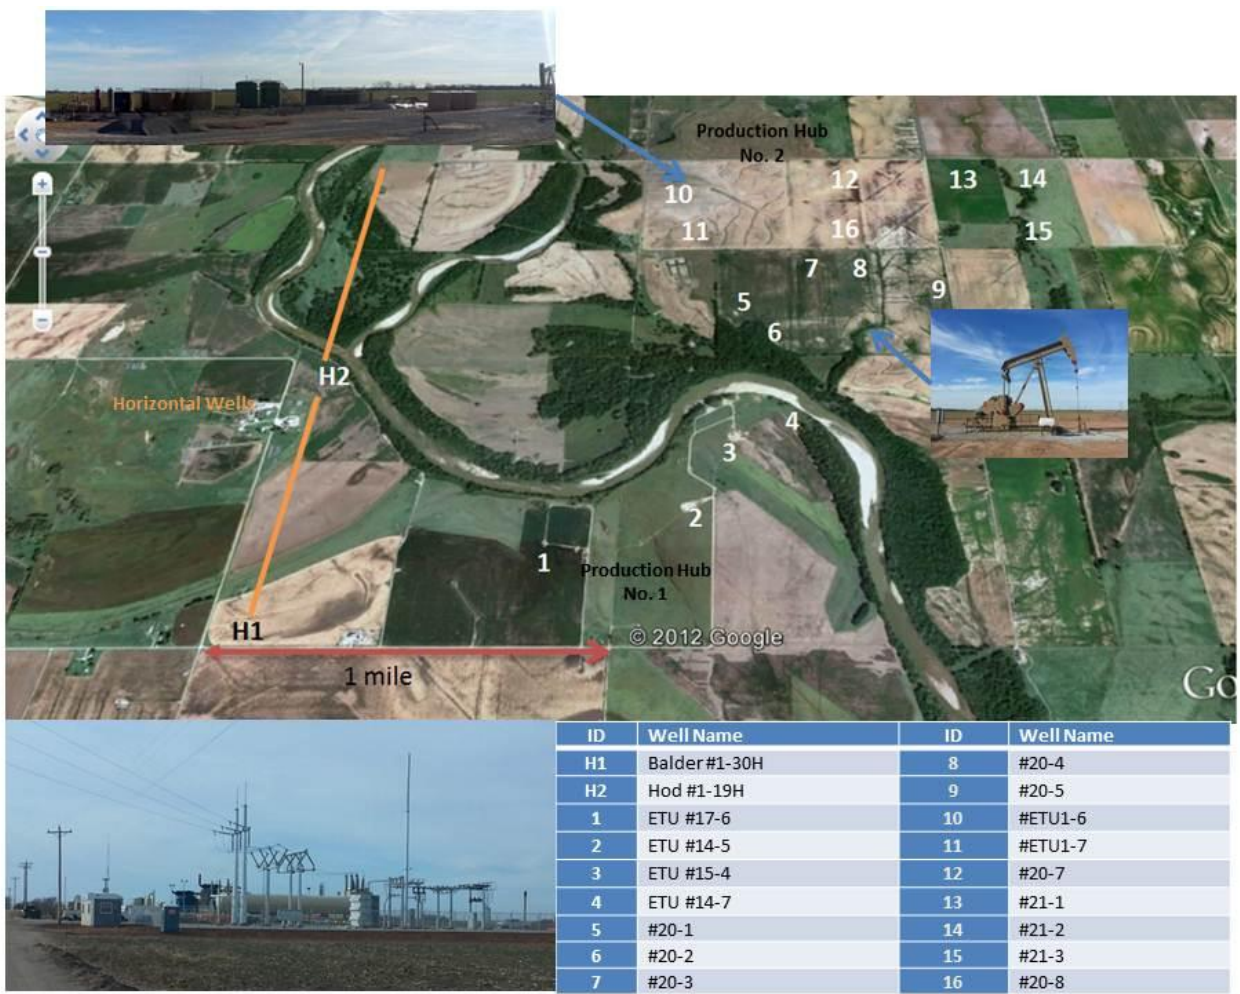 Production Hub
No. 2
10
12
13
14
11
16
15
7
8
5
9
6
H2
Horizontal Wells
4
3
2
1
Production Hub
No. 1
H1
© 2012 Google
1 mile
Go
ID Well Name ID Well Name
H1 Balder #1-30H 8 #20-4
H2 Hod #1-19H 9 #20-5
1 ETU #17-6 10 #ETU1-6
2 ETU #14-5 11 #ETU1-7
3 ETU #15-4 12 #20-7
4 ETU #14-7 13 #21-1
5 #20-1 14 #21-2
6 #20-2 15 #21-3
7 #20-3 16 #20-8